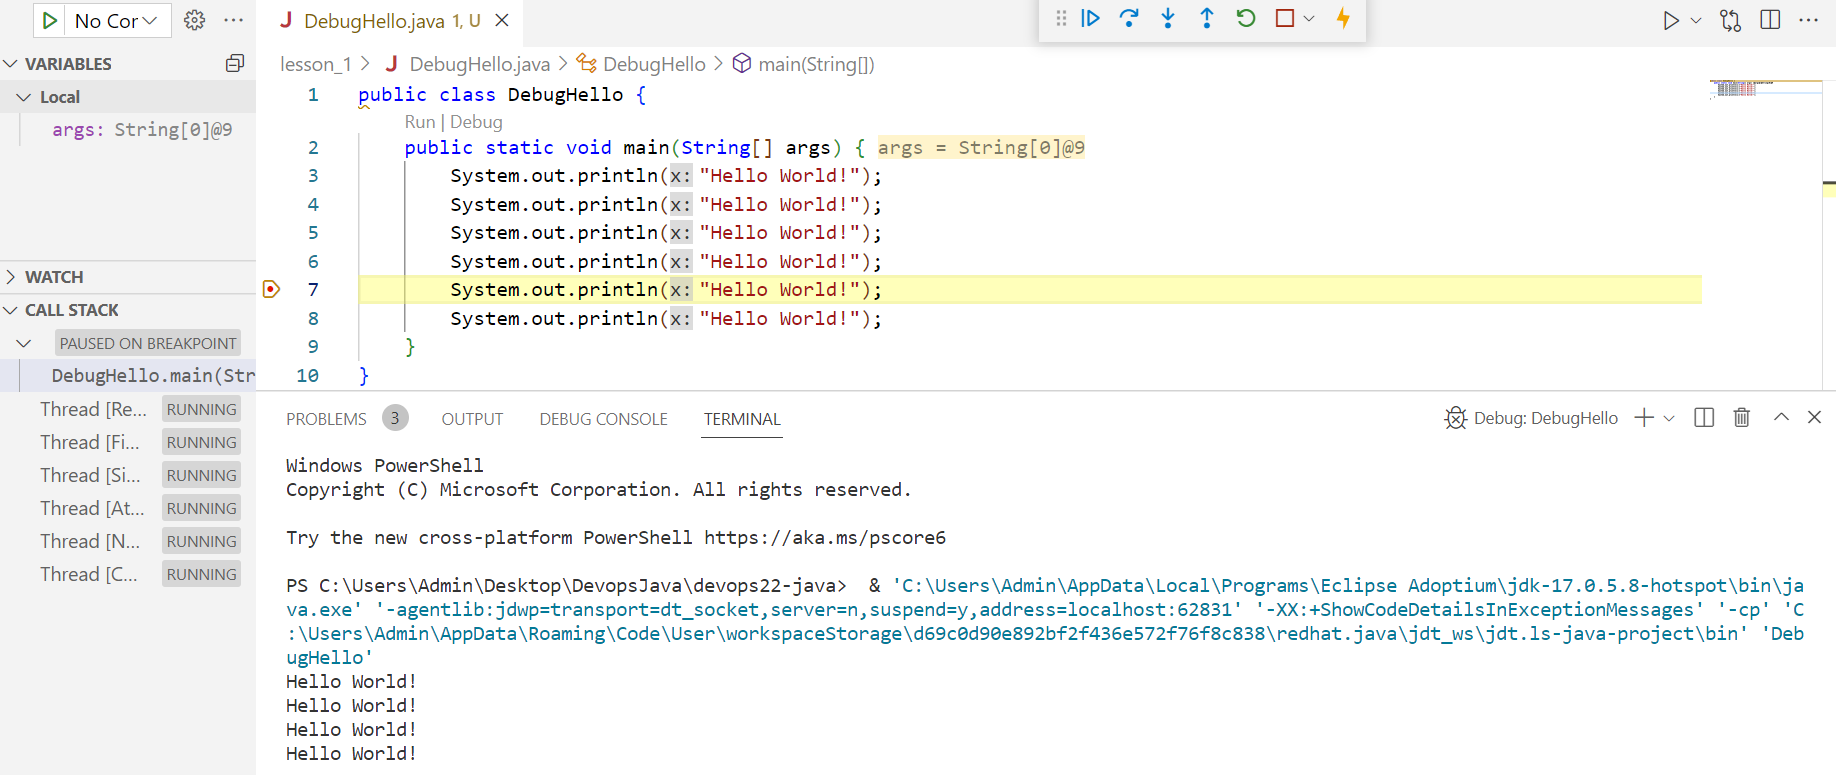 No Cor
J DebugHello.java 1, U
VARIABLES
Local
args: String[0]@9
WATCH
CALL STACK
PAUSED ON BREAKPOINT
DebugHello.main(Str
Thread [Re... RUNNING
Thread [Fi... RUNNING
Thread [Si... RUNNING
Thread [At... RUNNING
Thread [N... RUNNING
Thread [C... RUNNING
lesson_1 > J DebugHello.java > DebugHello > main(String[])
1 public class DebugHello {
Run | Debug
2 public static void main(String[] args) { args = String[0]@9
3 System.out.println(x: "Hello World!");
4 System.out.println(x: "Hello World!");
5 System.out.println(x: "Hello World!");
6 System.out.println(x: "Hello World!");
7 System.out.println(x: "Hello World!");
8 System.out.println(x: "Hello World!");
9 }
10 }
PROBLEMS 3 OUTPUT DEBUG CONSOLE TERMINAL Debug: DebugHello
Windows PowerShell
Copyright (C) Microsoft Corporation. All rights reserved.
Try the new cross-platform PowerShell https://aka.ms/pscore6
PS C:\Users\Admin\Desktop\DevopsJava\devops22-java>  & 'C:\Users\Admin\AppData\Local\Programs\Eclipse Adoptium\jdk-17.0.5.8-hotspot\bin\ja
va.exe' '-agentlib:jdwp=transport=dt_socket,server=n,suspend=y,address=localhost:62831' '-XX:+ShowCodeDetailsInExceptionMessages' '-cp' 'C
:\Users\Admin\AppData\Roaming\Code\User\workspaceStorage\d69c0d90e892bf2f436e572f76f8c838\redhat.java\jdt_ws\jdt.ls-java-project\bin' 'Deb
ugHello'
Hello World!
Hello World!
Hello World!
Hello World!